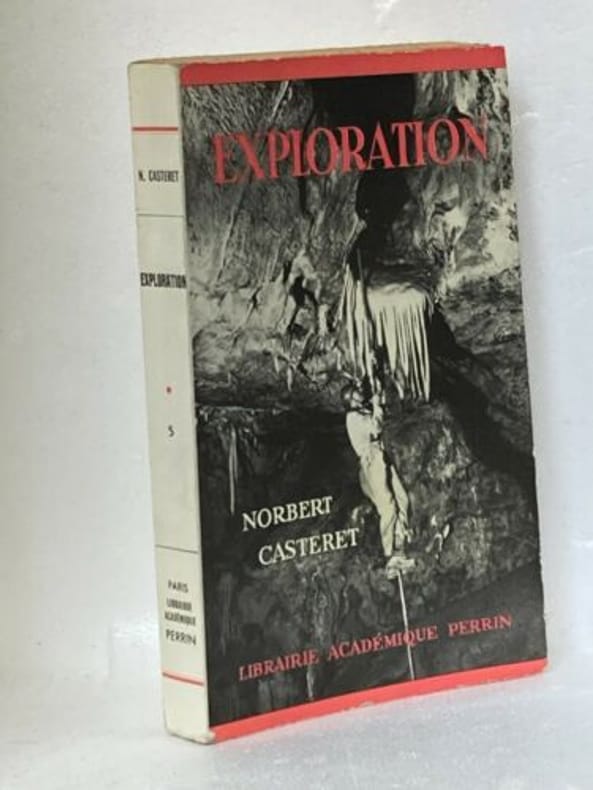 N. CASTERET
EXPLORATION
5
PARIS
LIBRAIRIE
ACADÉMIQUE
PERRIN
EXPLORATION
NORBERT
CASTERET
LIBRAIRIE ACADÉMIQUE PERRIN